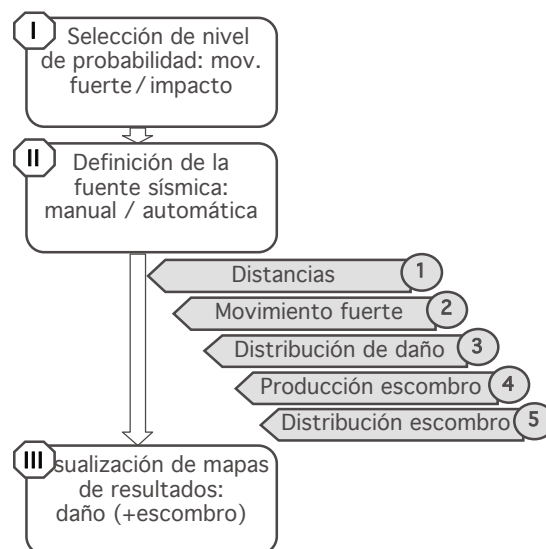 I
Selección de nivel
de probabilidad: mov.
fuerte / impacto
II
Definición de la
fuente sísmica:
manual / automática
Distancias 1
Movimiento fuerte 2
Distribución de daño 3
Producción escombro 4
Distribución escombro 5
III
sualización de mapas
de resultados:
daño (+escombro)